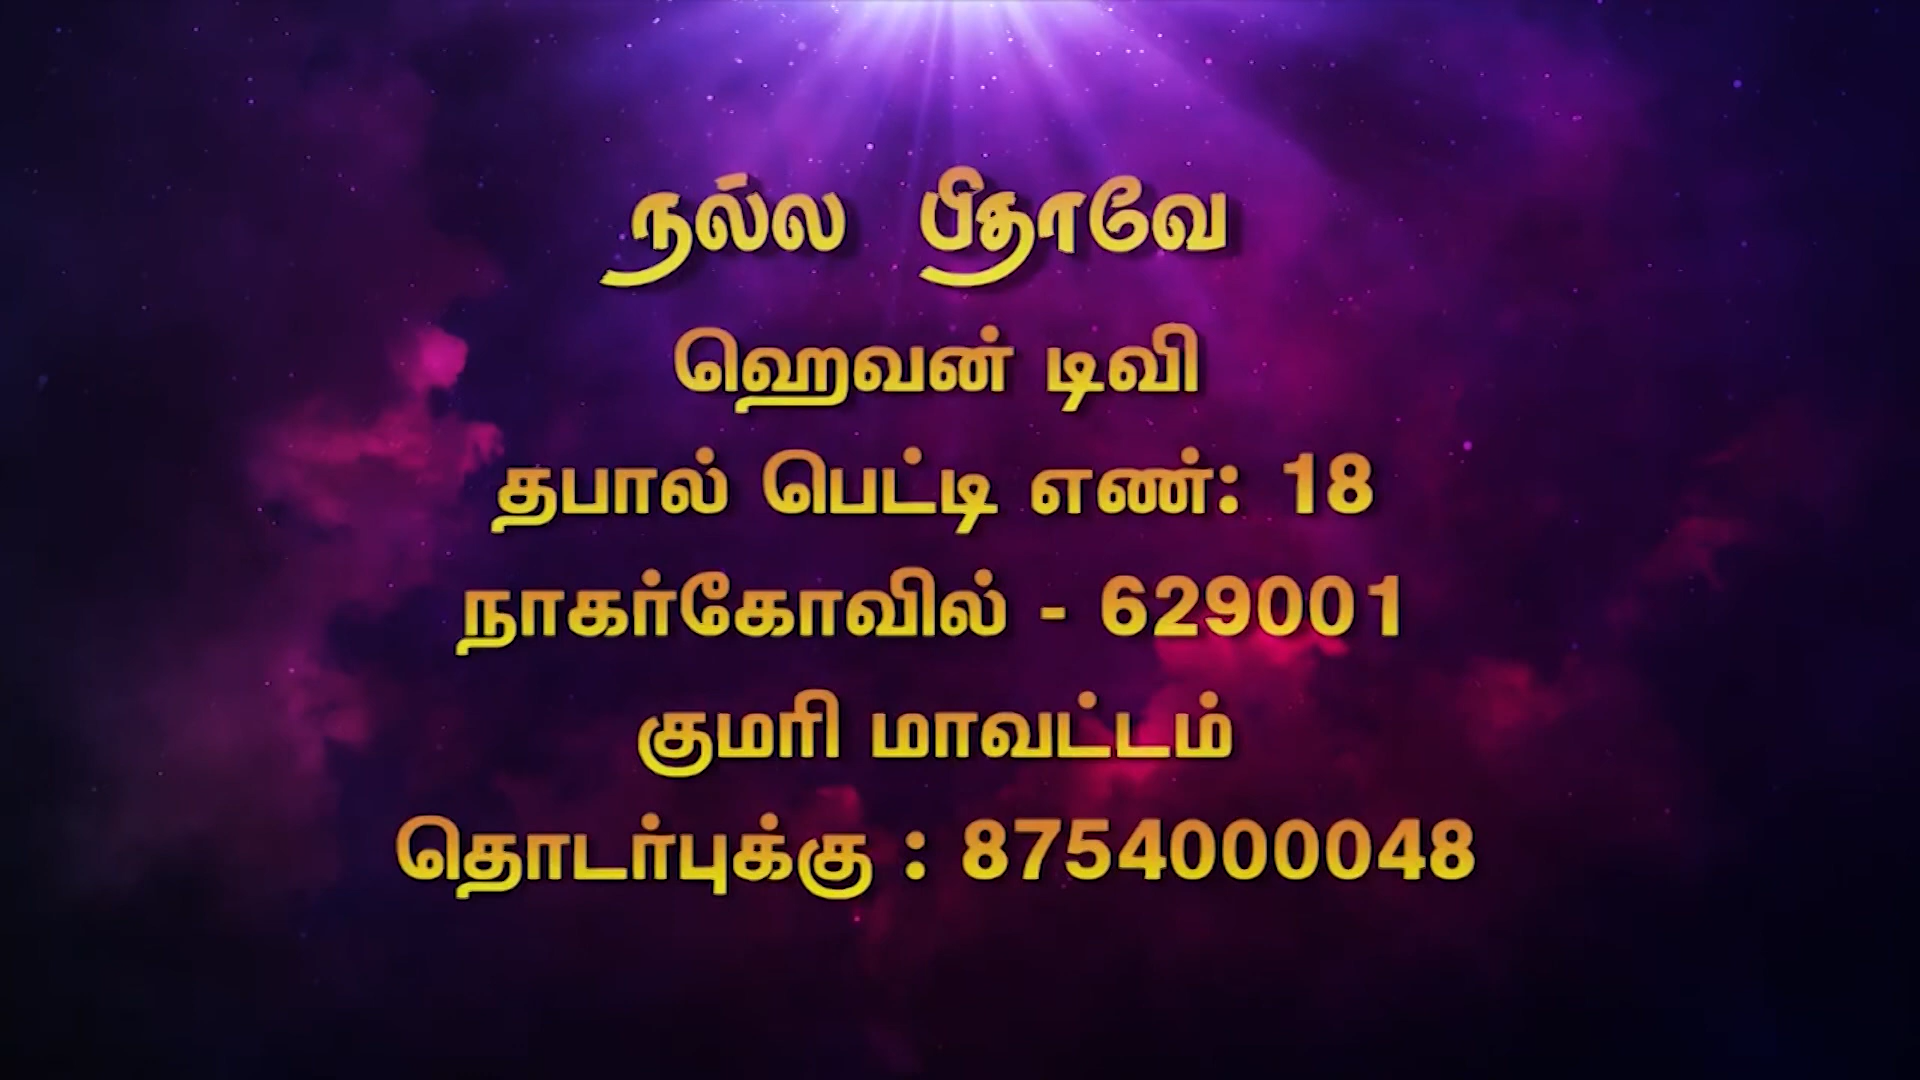 நல்ல பிதாவே
ஹெவன் டிவி
தபால் பெட்டி எண்: 18
நாகர்கோவில் - 629001
குமரி மாவட்டம்
தொடர்புக்கு : 8754000048